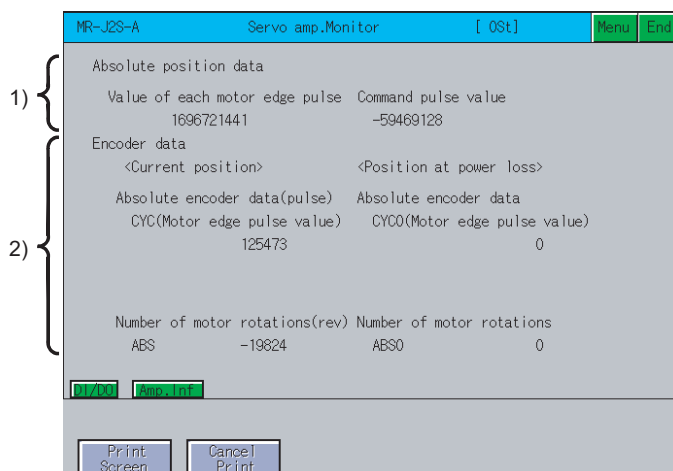 MR-J2S-A Servo amp.Monitor [ 0St] Menu End
Absolute position data
1)
Value of each motor edge pulse Command pulse value
1696721441 -59469128
Encoder data
<Current position> <Position at power loss>
Absolute encoder data(pulse) Absolute encoder data
CYC(Motor edge pulse value) CYC0(Motor edge pulse value)
2)
125473 0
Number of motor rotations(rev) Number of motor rotations
ABS -19824 ABS0 0
DI/DO Amp.Inf
Print Cancel
Screen Print